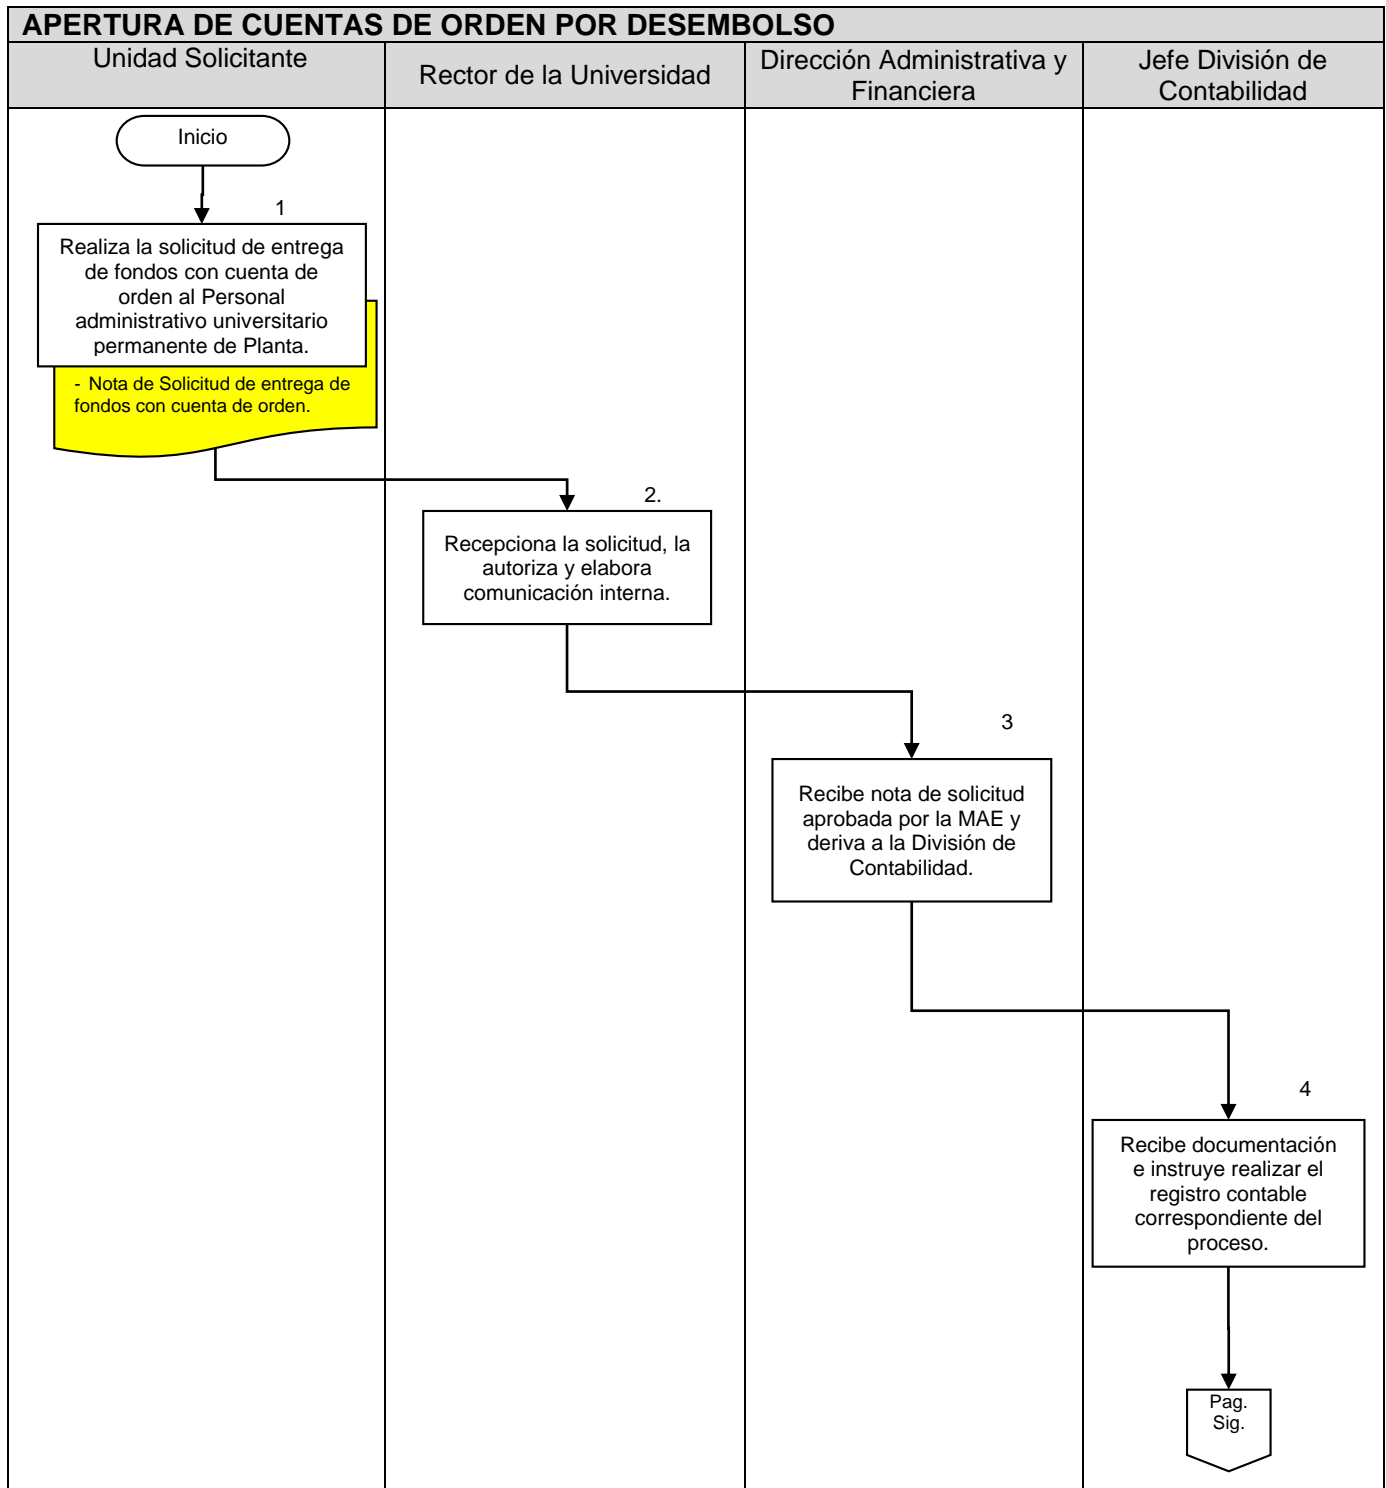 APERTURA DE CUENTAS DE ORDEN POR DESEMBOLSO
Unidad Solicitante
Rector de la Universidad
Dirección Administrativa y
Financiera
Jefe División de
Contabilidad
Inicio
1
Realiza la solicitud de entrega
de fondos con cuenta de
orden al Personal
administrativo universitario
permanente de Planta.
- Nota de Solicitud de entrega de
fondos con cuenta de orden.
2.
Recepciona la solicitud, la
autoriza y elabora
comunicación interna.
3
Recibe nota de solicitud
aprobada por la MAE y
deriva a la División de
Contabilidad.
4
Recibe documentación
e instruye realizar el
registro contable
correspondiente del
proceso.
Pag.
Sig.